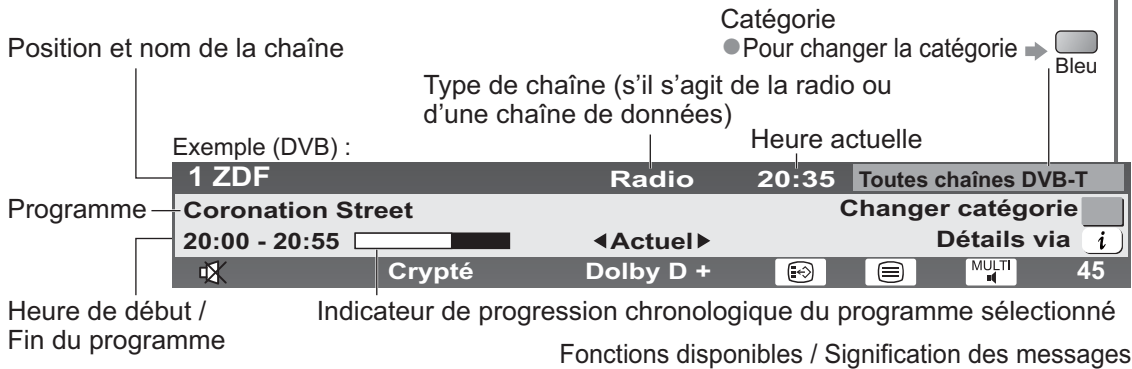 Catégorie
●Pour changer la catégorie
Bleu
Position et nom de la chaîne
Type de chaîne (s'il s'agit de la radio ou
d'une chaîne de données)
Heure actuelle
Exemple (DVB) :
1 ZDF Radio 20:35 Toutes chaînes DVB-T
Programme
Coronation Street Changer catégorie
20:00 - 20:55 ◀Actuel▶ Détails via i
Crypté Dolby D + MULTI 45
Heure de début /
Fin du programme
Indicateur de progression chronologique du programme sélectionné
Fonctions disponibles / Signification des messages